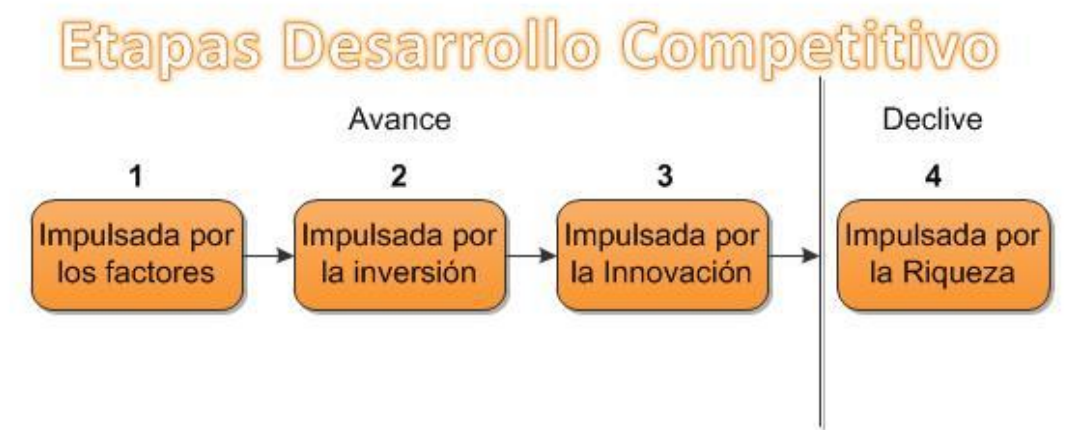 Etapas Desarrollo Competitivo
Avance
Declive
1
2
3
4
Impulsada por
los factores
Impulsada por
la inversión
Impulsada por
la Innovación
Impulsada por
la Riqueza